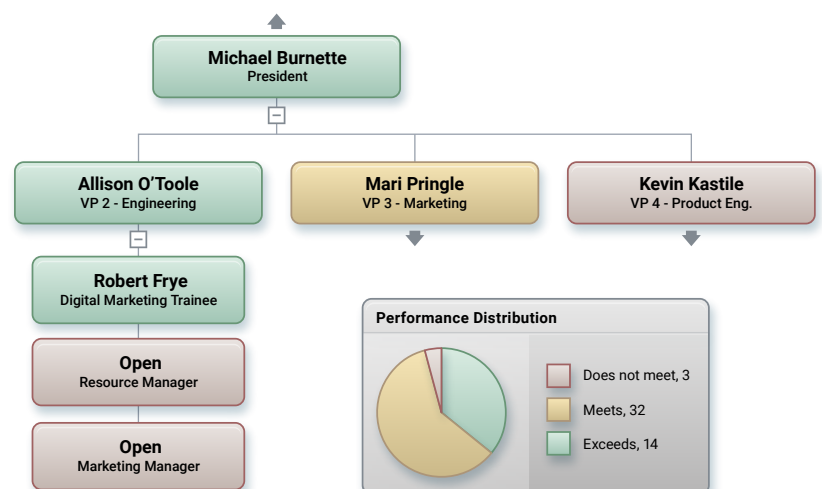 Michael Burnette
President
Allison O’Toole
VP 2 - Engineering
Mari Pringle
VP 3 - Marketing
Kevin Kastile
VP 4 - Product Eng.
Robert Frye
Digital Marketing Trainee
Open
Resource Manager
Open
Marketing Manager
Performance Distribution
Does not meet, 3
Meets, 32
Exceeds, 14